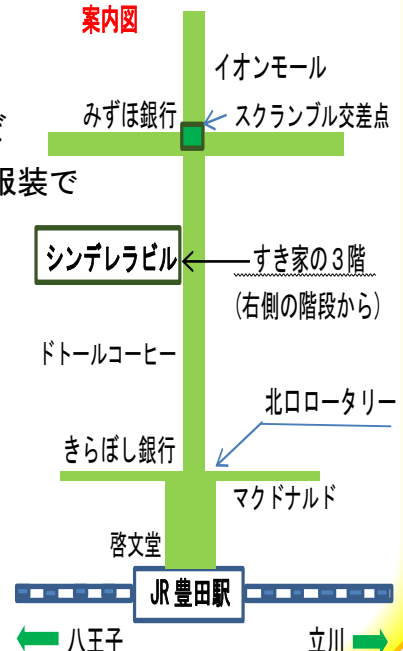 案内図
イオンモール
みずほ銀行
スクランブル交差点
服装で
シンデレラビル
すき家の3階
(右側の階段から)
ドトールコーヒー
北口ロータリー
きらぼし銀行
マクドナルド
啓文堂
JR 豊田駅
八王子
立川